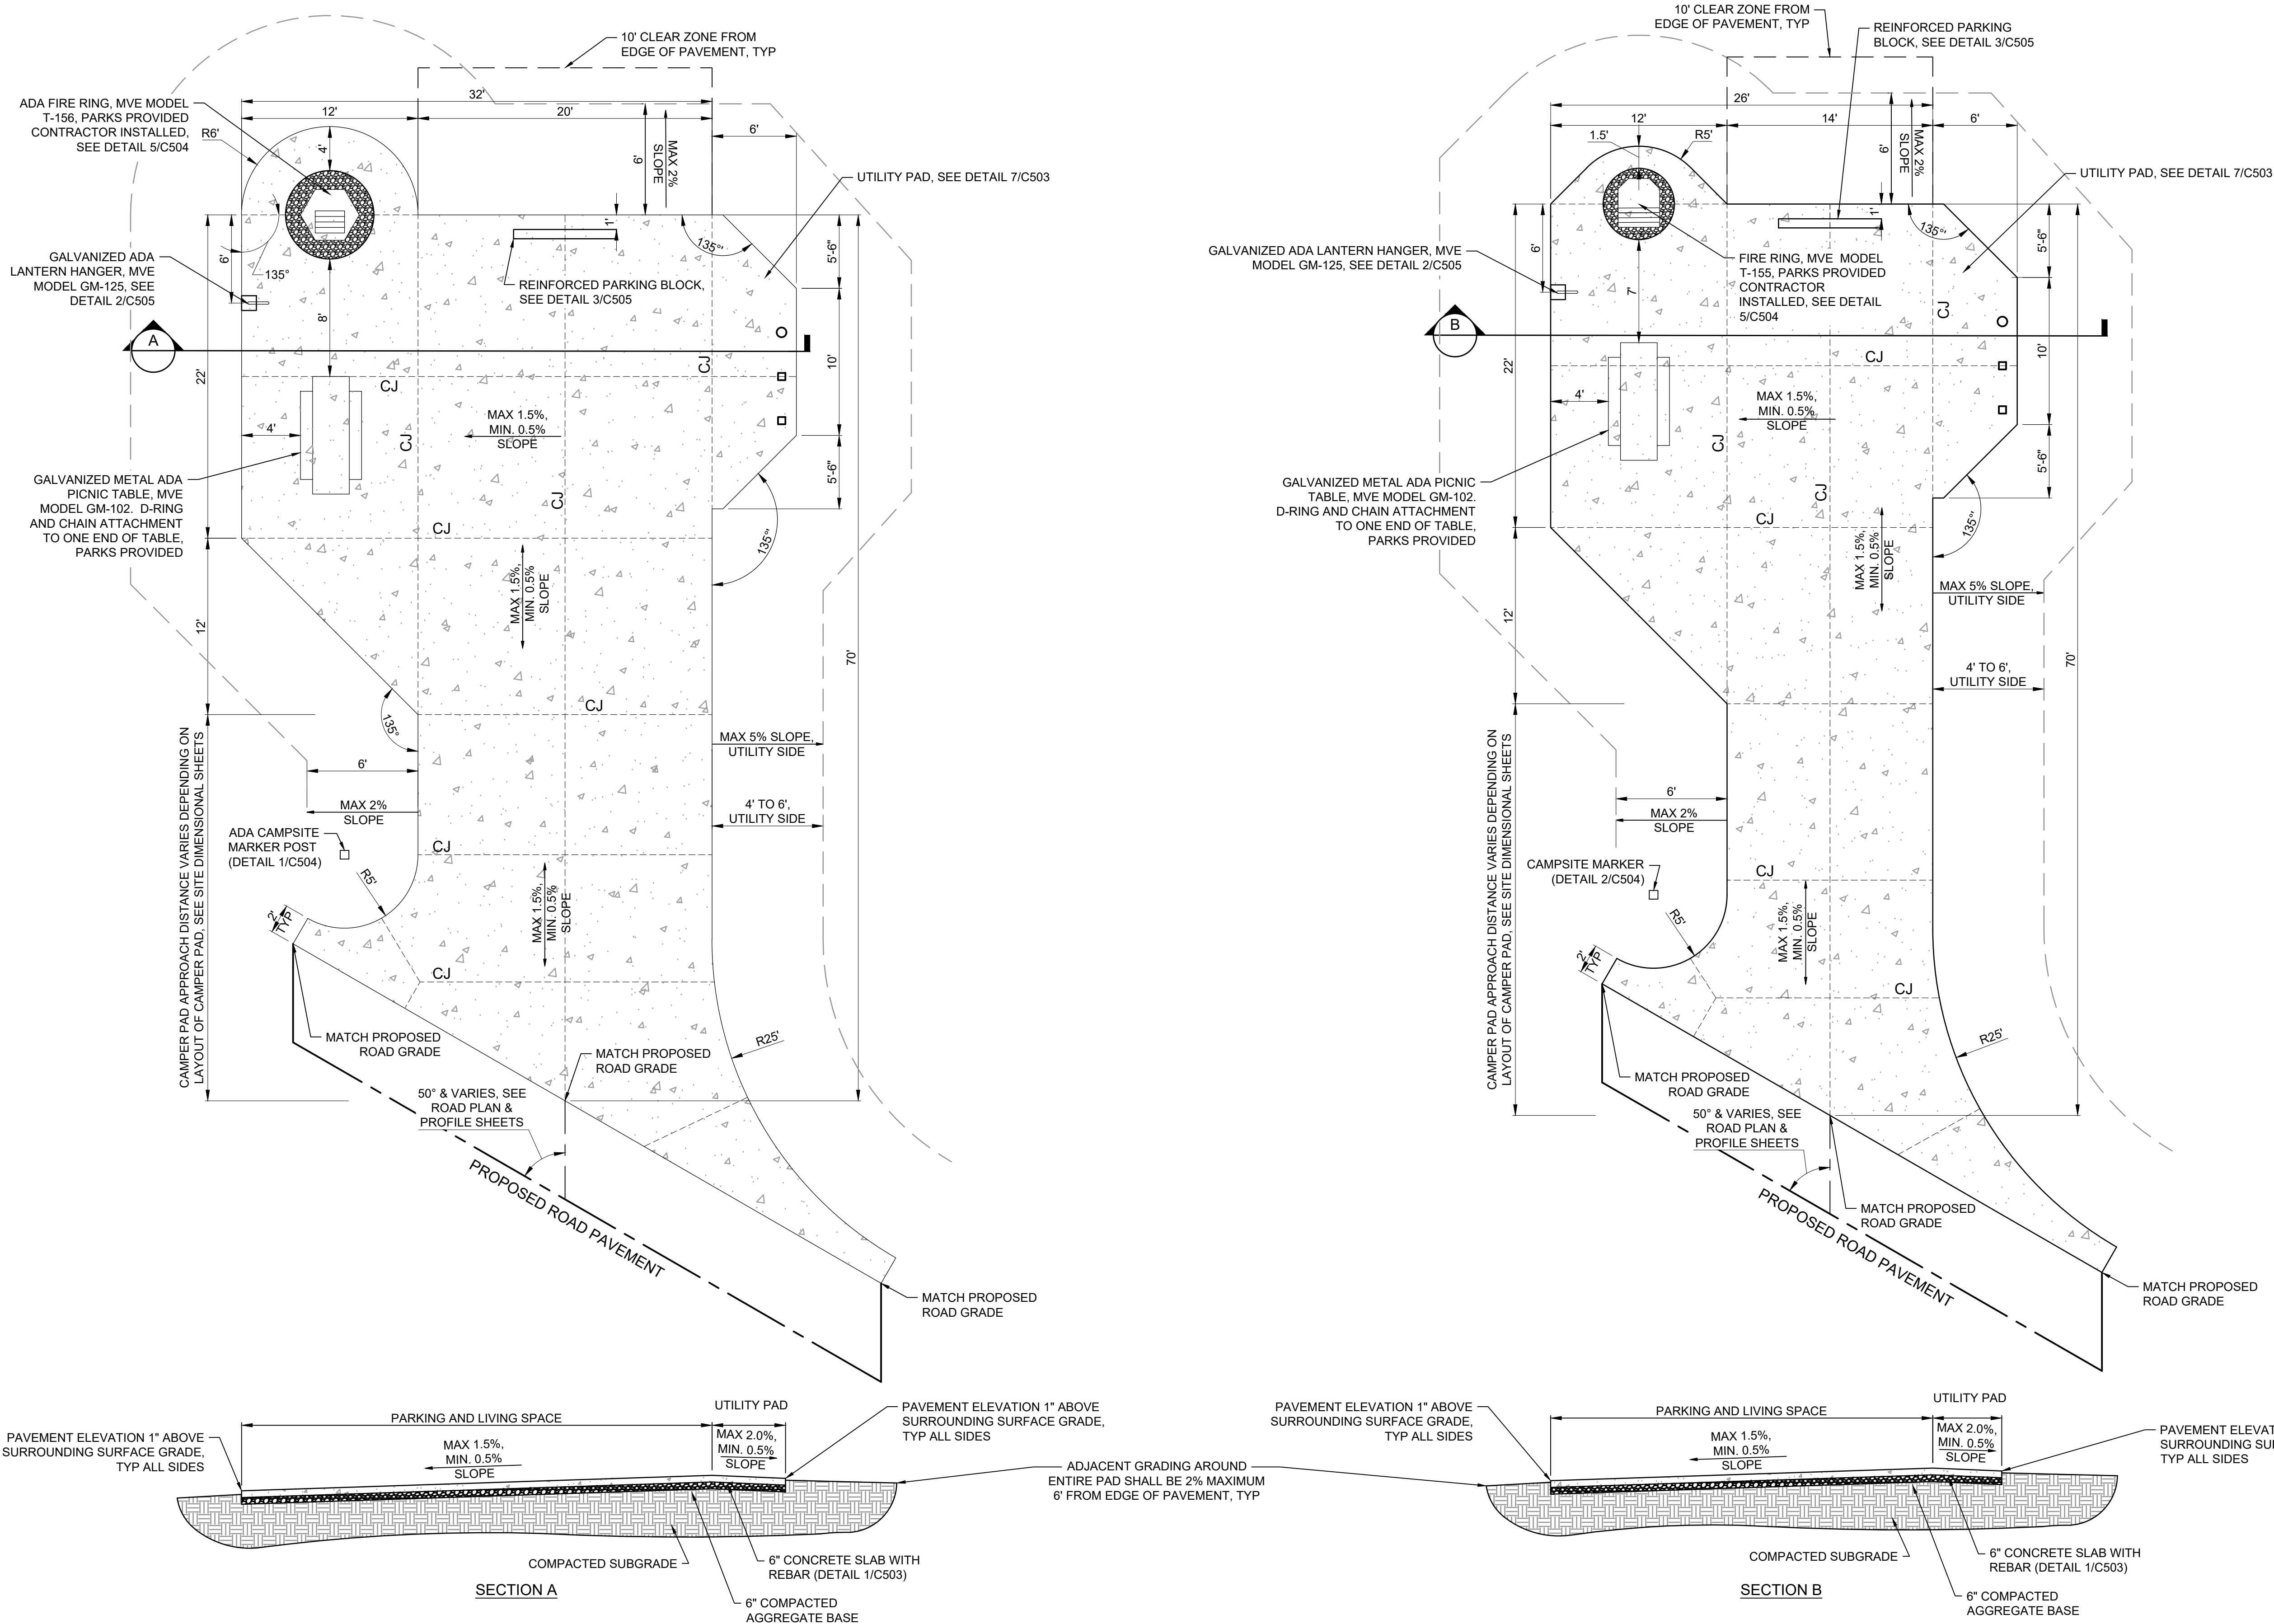 10' CLEAR ZONE FROM
EDGE OF PAVEMENT, TYP
32'
12'
20'
6'
ADA FIRE RING, MVE MODEL
T-156, PARKS PROVIDED
CONTRACTOR INSTALLED,
SEE DETAIL 5/C504
R6'
4'
6'
MAX 2%
SLOPE
UTILITY PAD, SEE DETAIL 7/C503
1'
135°'
5'-6"
6'
135°
GALVANIZED ADA
LANTERN HANGER, MVE
MODEL GM-125, SEE
DETAIL 2/C505
REINFORCED PARKING BLOCK,
SEE DETAIL 3/C505
8'
A
22'
CJ
CJ
10'
MAX 1.5%,
MIN. 0.5%
SLOPE
4'
CJ
5'-6"
GALVANIZED METAL ADA
PICNIC TABLE, MVE
MODEL GM-102. D-RING
AND CHAIN ATTACHMENT
TO ONE END OF TABLE,
PARKS PROVIDED
CJ
CJ
135°'
MAX 1.5%,
MIN. 0.5%
SLOPE
12'
70'
CJ
135°
MAX 5% SLOPE,
UTILITY SIDE
6'
MAX 2%
SLOPE
4' TO 6',
UTILITY SIDE
CAMPER PAD APPROACH DISTANCE VARIES DEPENDING ON
LAYOUT OF CAMPER PAD, SEE SITE DIMENSIONAL SHEETS
ADA CAMPSITE
MARKER POST
(DETAIL 1/C504)
CJ
R5'
MAX 1.5%,
MIN. 0.5%
SLOPE
2'
TYP
CJ
MATCH PROPOSED
ROAD GRADE
MATCH PROPOSED
ROAD GRADE
R25'
50° & VARIES, SEE
ROAD PLAN &
PROFILE SHEETS
PROPOSED ROAD PAVEMENT
MATCH PROPOSED
ROAD GRADE
10' CLEAR ZONE FROM
EDGE OF PAVEMENT, TYP
REINFORCED PARKING
BLOCK, SEE DETAIL 3/C505
26'
12'
14'
6'
1.5'
R5'
6'
MAX 2%
SLOPE
UTILITY PAD, SEE DETAIL 7/C503
1'
135°'
5'-6"
6'
GALVANIZED ADA LANTERN HANGER, MVE
MODEL GM-125, SEE DETAIL 2/C505
FIRE RING, MVE MODEL
T-155, PARKS PROVIDED
CONTRACTOR
INSTALLED, SEE DETAIL
5/C504
7'
CJ
B
22'
CJ
10'
4'
MAX 1.5%,
MIN. 0.5%
SLOPE
CJ
5'-6"
GALVANIZED METAL ADA PICNIC
TABLE, MVE MODEL GM-102.
D-RING AND CHAIN ATTACHMENT
TO ONE END OF TABLE,
PARKS PROVIDED
CJ
CJ
135°'
MAX 1.5%,
MIN. 0.5%
SLOPE
MAX 5% SLOPE,
UTILITY SIDE
12'
70'
4' TO 6',
UTILITY SIDE
CAMPER PAD APPROACH DISTANCE VARIES DEPENDING ON
LAYOUT OF CAMPER PAD, SEE SITE DIMENSIONAL SHEETS
6'
MAX 2%
SLOPE
CAMPSITE MARKER
(DETAIL 2/C504)
CJ
R5'
MAX 1.5%,
MIN. 0.5%
SLOPE
2'
TYP
CJ
R25'
MATCH PROPOSED
ROAD GRADE
50° & VARIES, SEE
ROAD PLAN &
PROFILE SHEETS
MATCH PROPOSED
ROAD GRADE
PROPOSED ROAD PAVEMENT
MATCH PROPOSED
ROAD GRADE
PAVEMENT ELEVATION 1" ABOVE
SURROUNDING SURFACE GRADE,
TYP ALL SIDES
PARKING AND LIVING SPACE
UTILITY PAD
MAX 1.5%,
MIN. 0.5%
SLOPE
MAX 2.0%,
MIN. 0.5%
SLOPE
PAVEMENT ELEVATION 1" ABOVE
SURROUNDING SURFACE GRADE,
TYP ALL SIDES
ADJACENT GRADING AROUND
ENTIRE PAD SHALL BE 2% MAXIMUM
6' FROM EDGE OF PAVEMENT, TYP
COMPACTED SUBGRADE
6" CONCRETE SLAB WITH
REBAR (DETAIL 1/C503)
6" COMPACTED
AGGREGATE BASE
SECTION A
PAVEMENT ELEVATION 1" ABOVE
SURROUNDING SURFACE GRADE,
TYP ALL SIDES
PARKING AND LIVING SPACE
UTILITY PAD
MAX 1.5%,
MIN. 0.5%
SLOPE
MAX 2.0%,
MIN. 0.5%
SLOPE
PAVEMENT ELEVAT
SURROUNDING SU
TYP ALL SIDES
COMPACTED SUBGRADE
6" CONCRETE SLAB WITH
REBAR (DETAIL 1/C503)
6" COMPACTED
AGGREGATE BASE
SECTION B